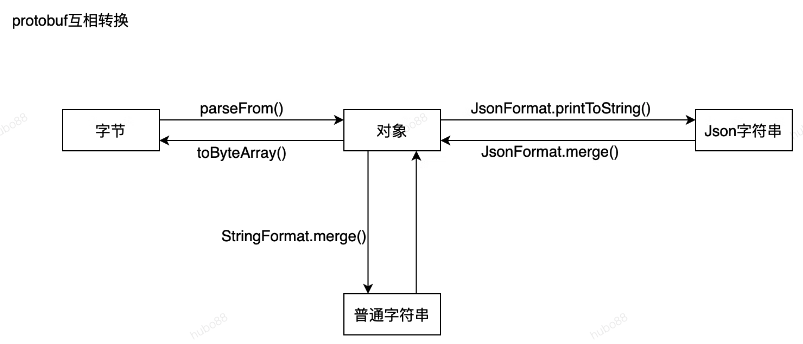 protobuf互相转换
parseFrom()
JsonFormat.printToString()
字节
对象
Json字符串
toByteArray()
JsonFormat.merge()
StringFormat.merge()
普通字符串
hubo88
hubo88
hubo88